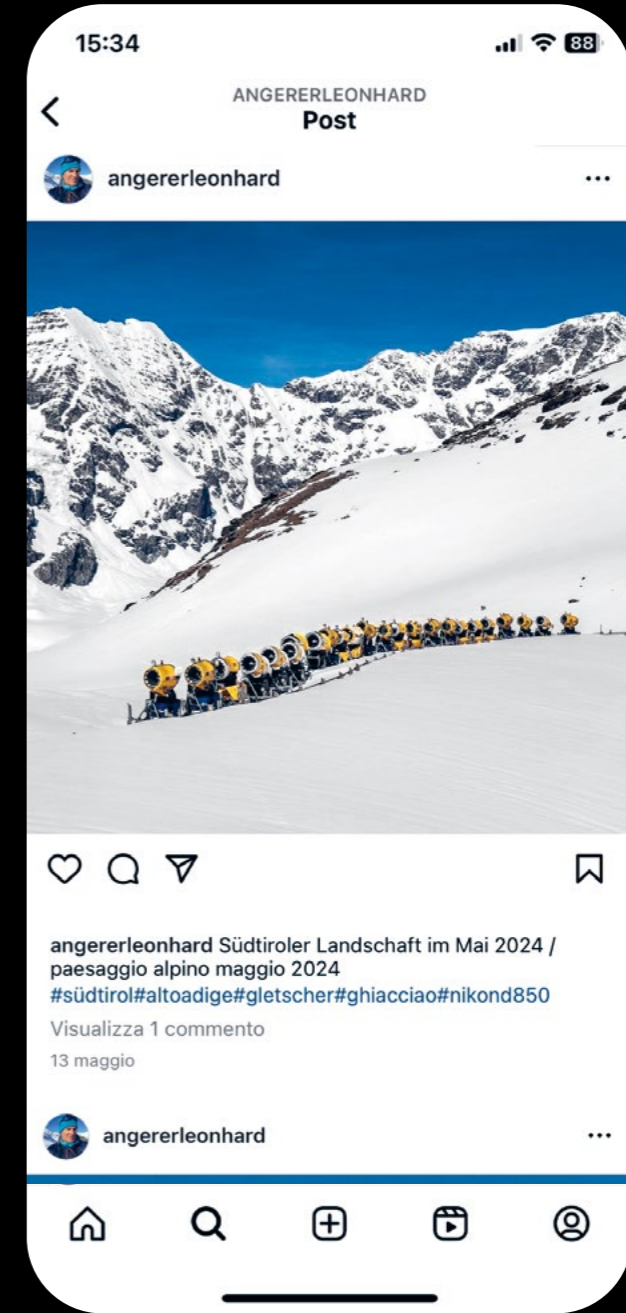 15:34
88
ANGERERLEONHARD
Post
angererleonhard
angererleonhard Südtiroler Landschaft im Mai 2024 /
paesaggio alpino maggio 2024
#südtirol#altoadige#gletscher#ghiacciao#nikond850
Visualizza 1 commento
13 maggio
angererleonhard